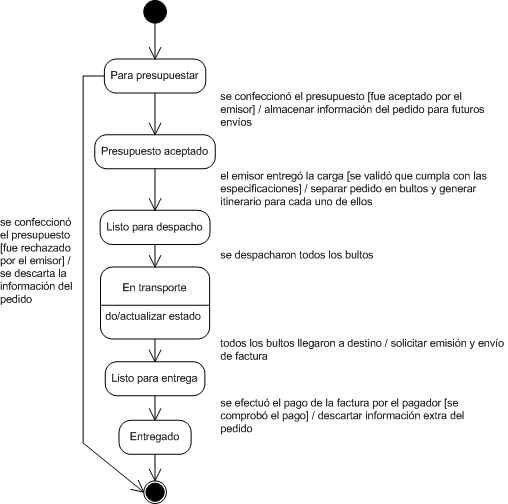 Para presupuestar
se confeccionó el presupuesto [fue aceptado por el
emisor] / almacenar información del pedido para futuros
envíos
Presupuesto aceptado
el emisor entregó la carga [se validó que cumpla con las
especificaciones] / separar pedido en bultos y generar
itinerario para cada uno de ellos
Listo para despacho
se confeccionó
el presupuesto
[fue rechazado
por el emisor] /
se descarta la
información del
pedido
se despacharon todos los bultos
En transporte
do/actualizar estado
todos los bultos llegaron a destino / solicitar emisión y envío
de factura
Listo para entrega
se efectuó el pago de la factura por el pagador [se
comprobó el pago] / descartar información extra del
pedido
Entregado